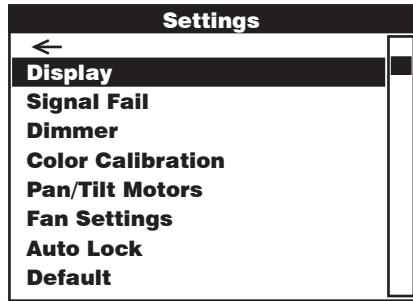 Settings
←
Display
Signal Fail
Dimmer
Color Calibration
Pan/Tilt Motors
Fan Settings
Auto Lock
Default